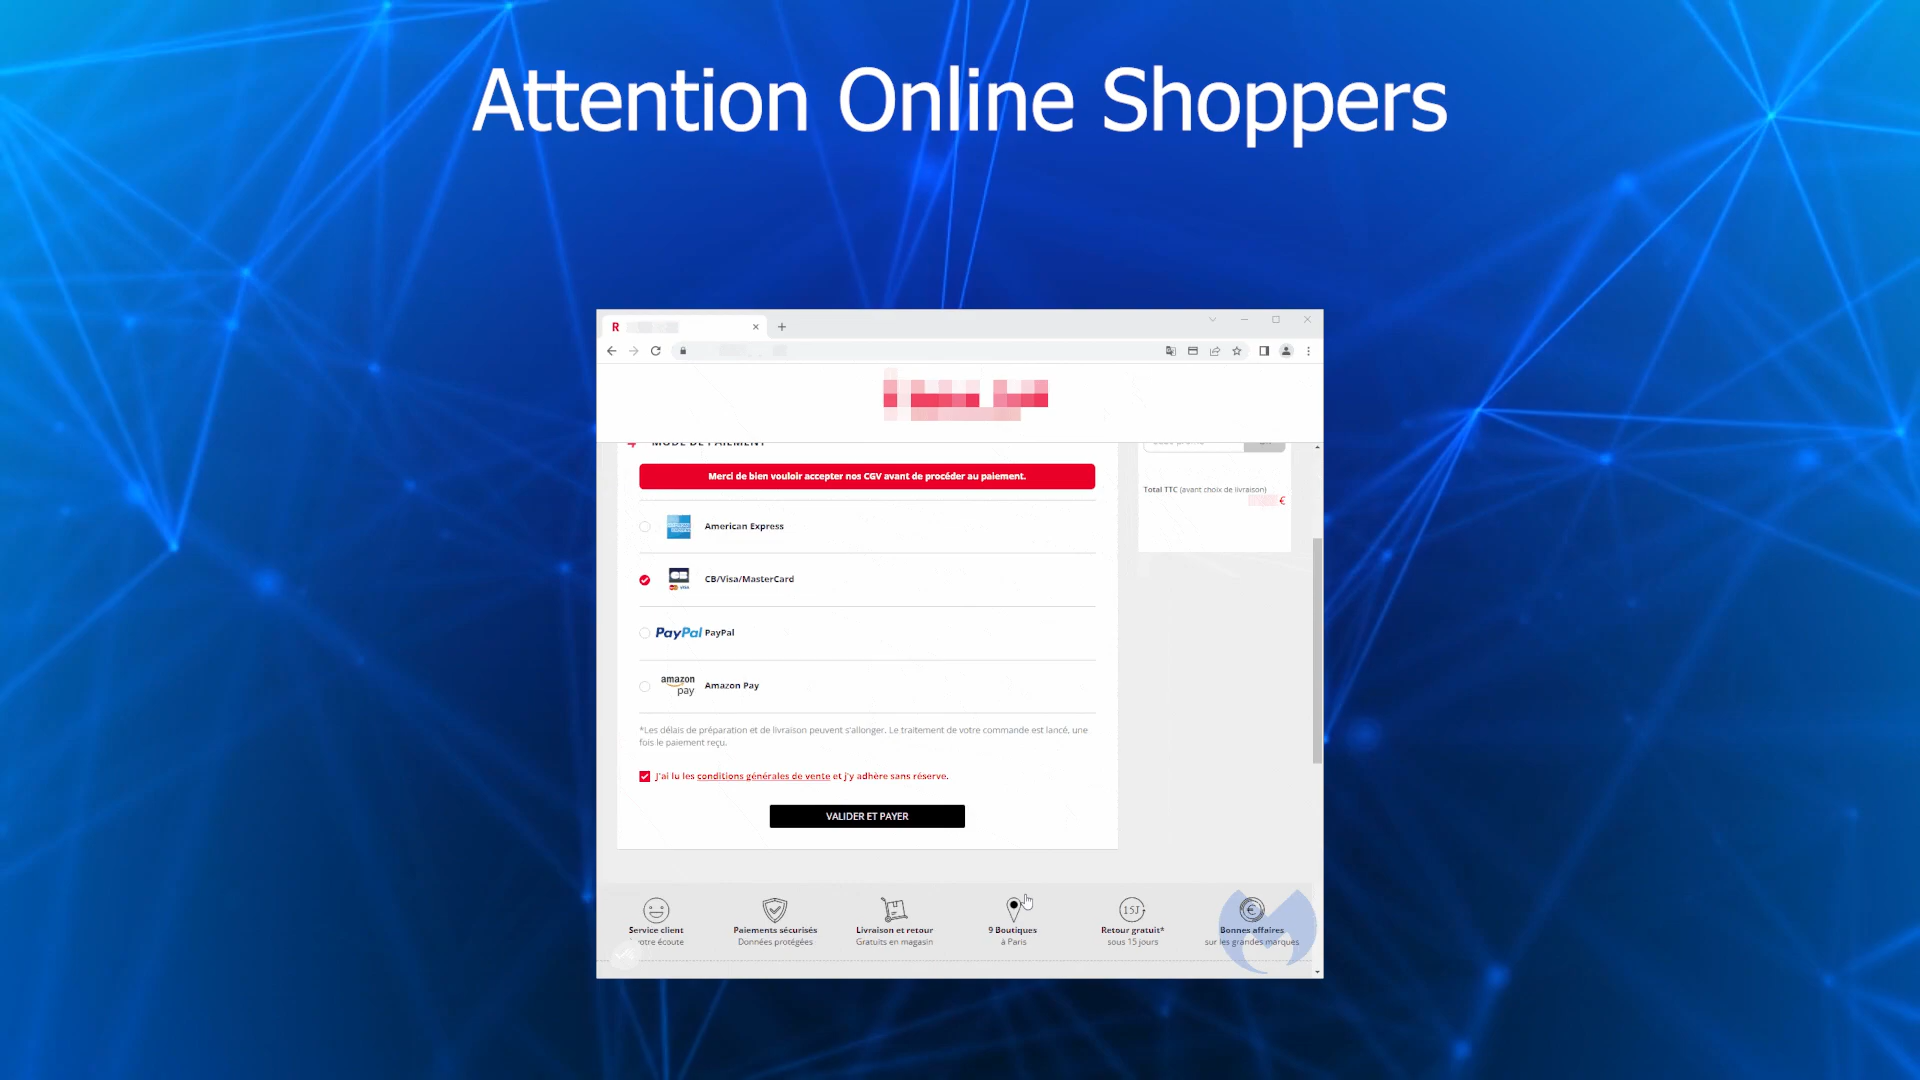 Attention Online Shoppers
R
MODE DE PAIEMENT
Merci de bien vouloir accepter nos CGV avant de procéder au paiement.
Total TTC (avant choix de livraison)
€
American Express
CB/Visa/MasterCard
PayPal PayPal
amazon pay Amazon Pay
*Les délais de préparation et de livraison peuvent s'allonger. Le traitement de votre commande est lancé, une
fois le paiement reçu.
J'ai lu les conditions générales de vente et j'y adhère sans réserve.
VALIDER ET PAYER
Service client
votre écoute
Paiements sécurisés
Données protégées
Livraison et retour
Gratuits en magasin
9 Boutiques
à Paris
15J
Retour gratuit*
sous 15 jours
€
Bonnes affaires
sur les grandes marques